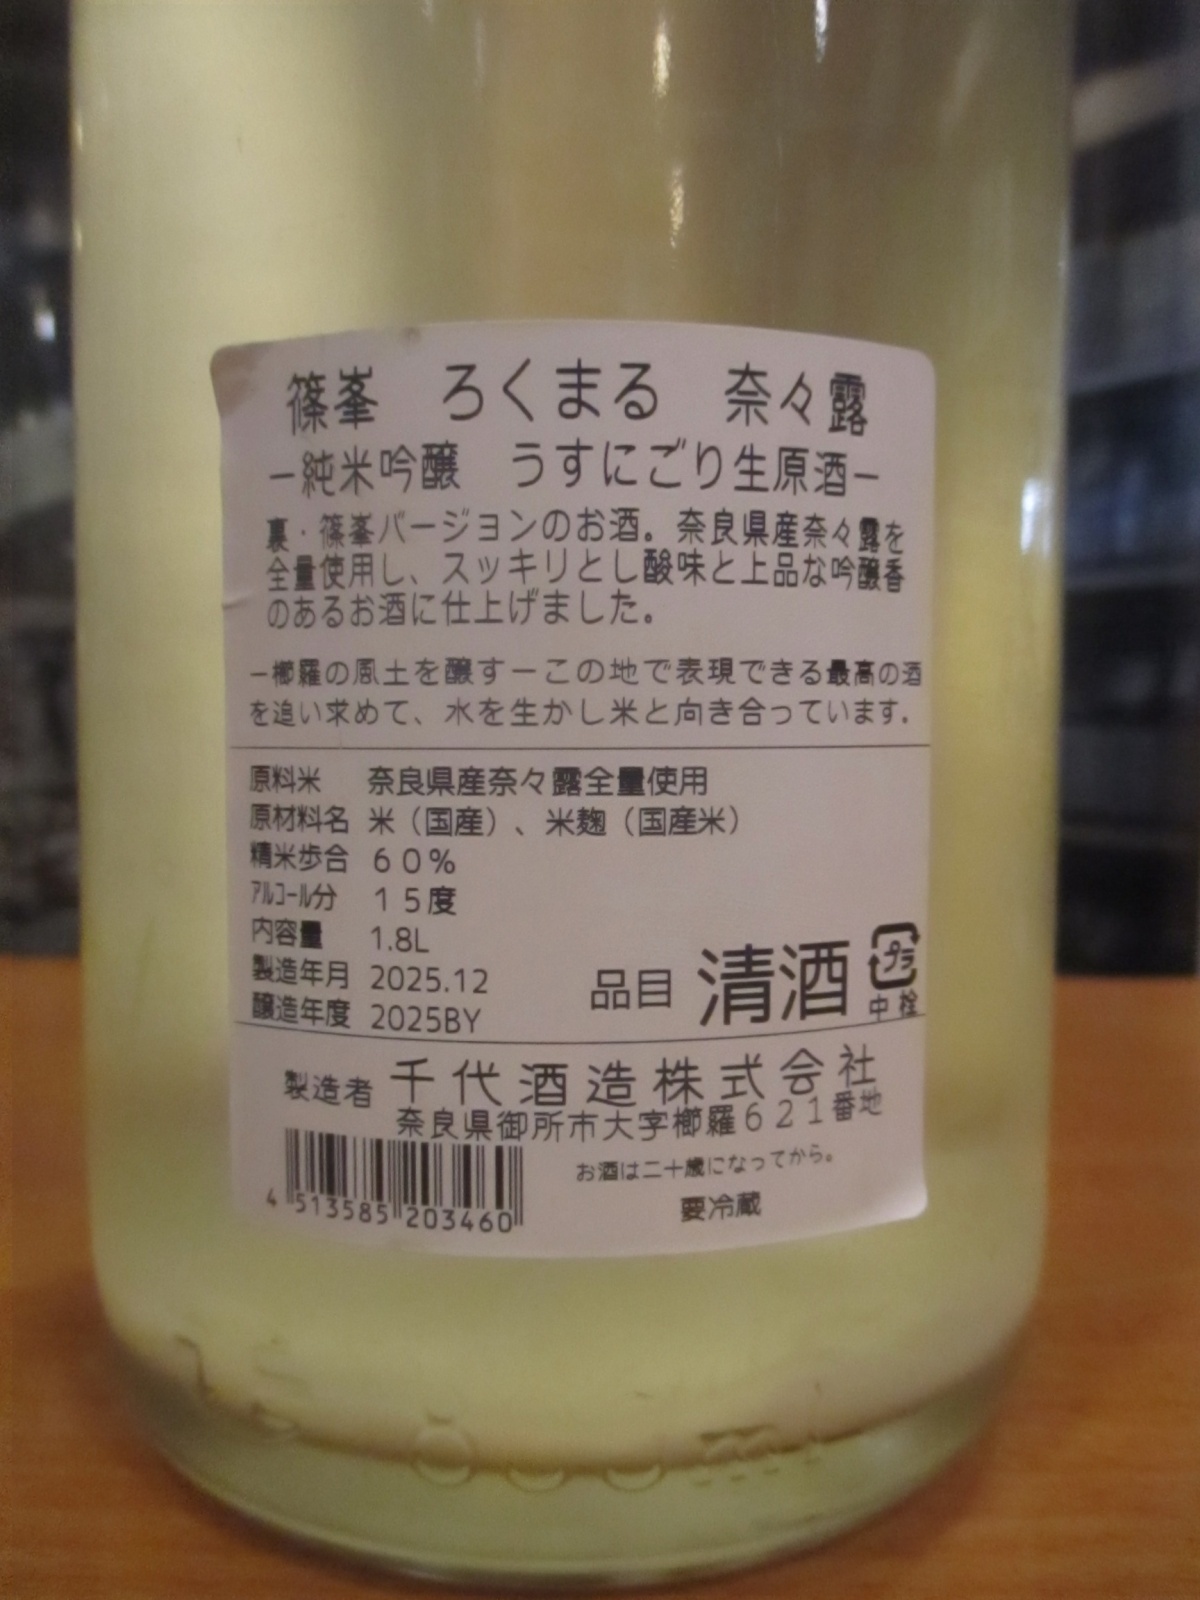 篠峯　ろくまる　奈々露
－純米吟醸　うすにごり生原酒－
裏・篠峯バージョンのお酒。奈良県産奈々露を
全量使用し、スッキリとし酸味と上品な吟醸香
のあるお酒に仕上げました。
－櫛羅の風土を醸す－この地で表現できる最高の酒
を追い求めて、水を生かし米と向き合っています.
原料米　奈良県産奈々露全量使用
原材料名　米（国産）、米麹（国産米）
精米歩合　６０％
アルコール分　１５度
内容量　1.8L
製造年月　2025.12
醸造年度　2025BY
品目　清酒
プラ
中栓
製造者　千代酒造株式会社
奈良県御所市大字櫛羅６２１番地
お酒は二十歳になってから。
要冷蔵
4 513585 203460